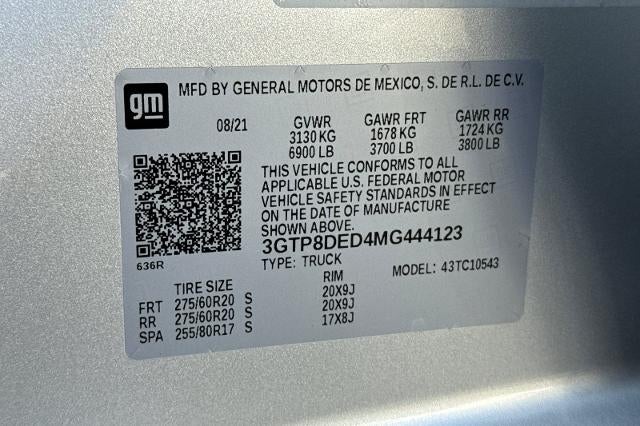 gm
MFD BY GENERAL MOTORS DE MEXICO, S. DE R.L. DE C.V.
08/21 GVWR GAWR FRT GAWR RR
3130 KG 1678 KG 1724 KG
6900 LB 3700 LB 3800 LB
THIS VEHICLE CONFORMS TO ALL
APPLICABLE U.S. FEDERAL MOTOR
VEHICLE SAFETY STANDARDS IN EFFECT
ON THE DATE OF MANUFACTURE
SHOWN ABOVE.
3GTP8DED4MG444123
636R
TYPE: TRUCK MODEL: 43TC10543
TIRE SIZE RIM
FRT 275/60R20 S 20X9J
RR 275/60R20 S 20X9J
SPA 255/80R17 S 17X8J